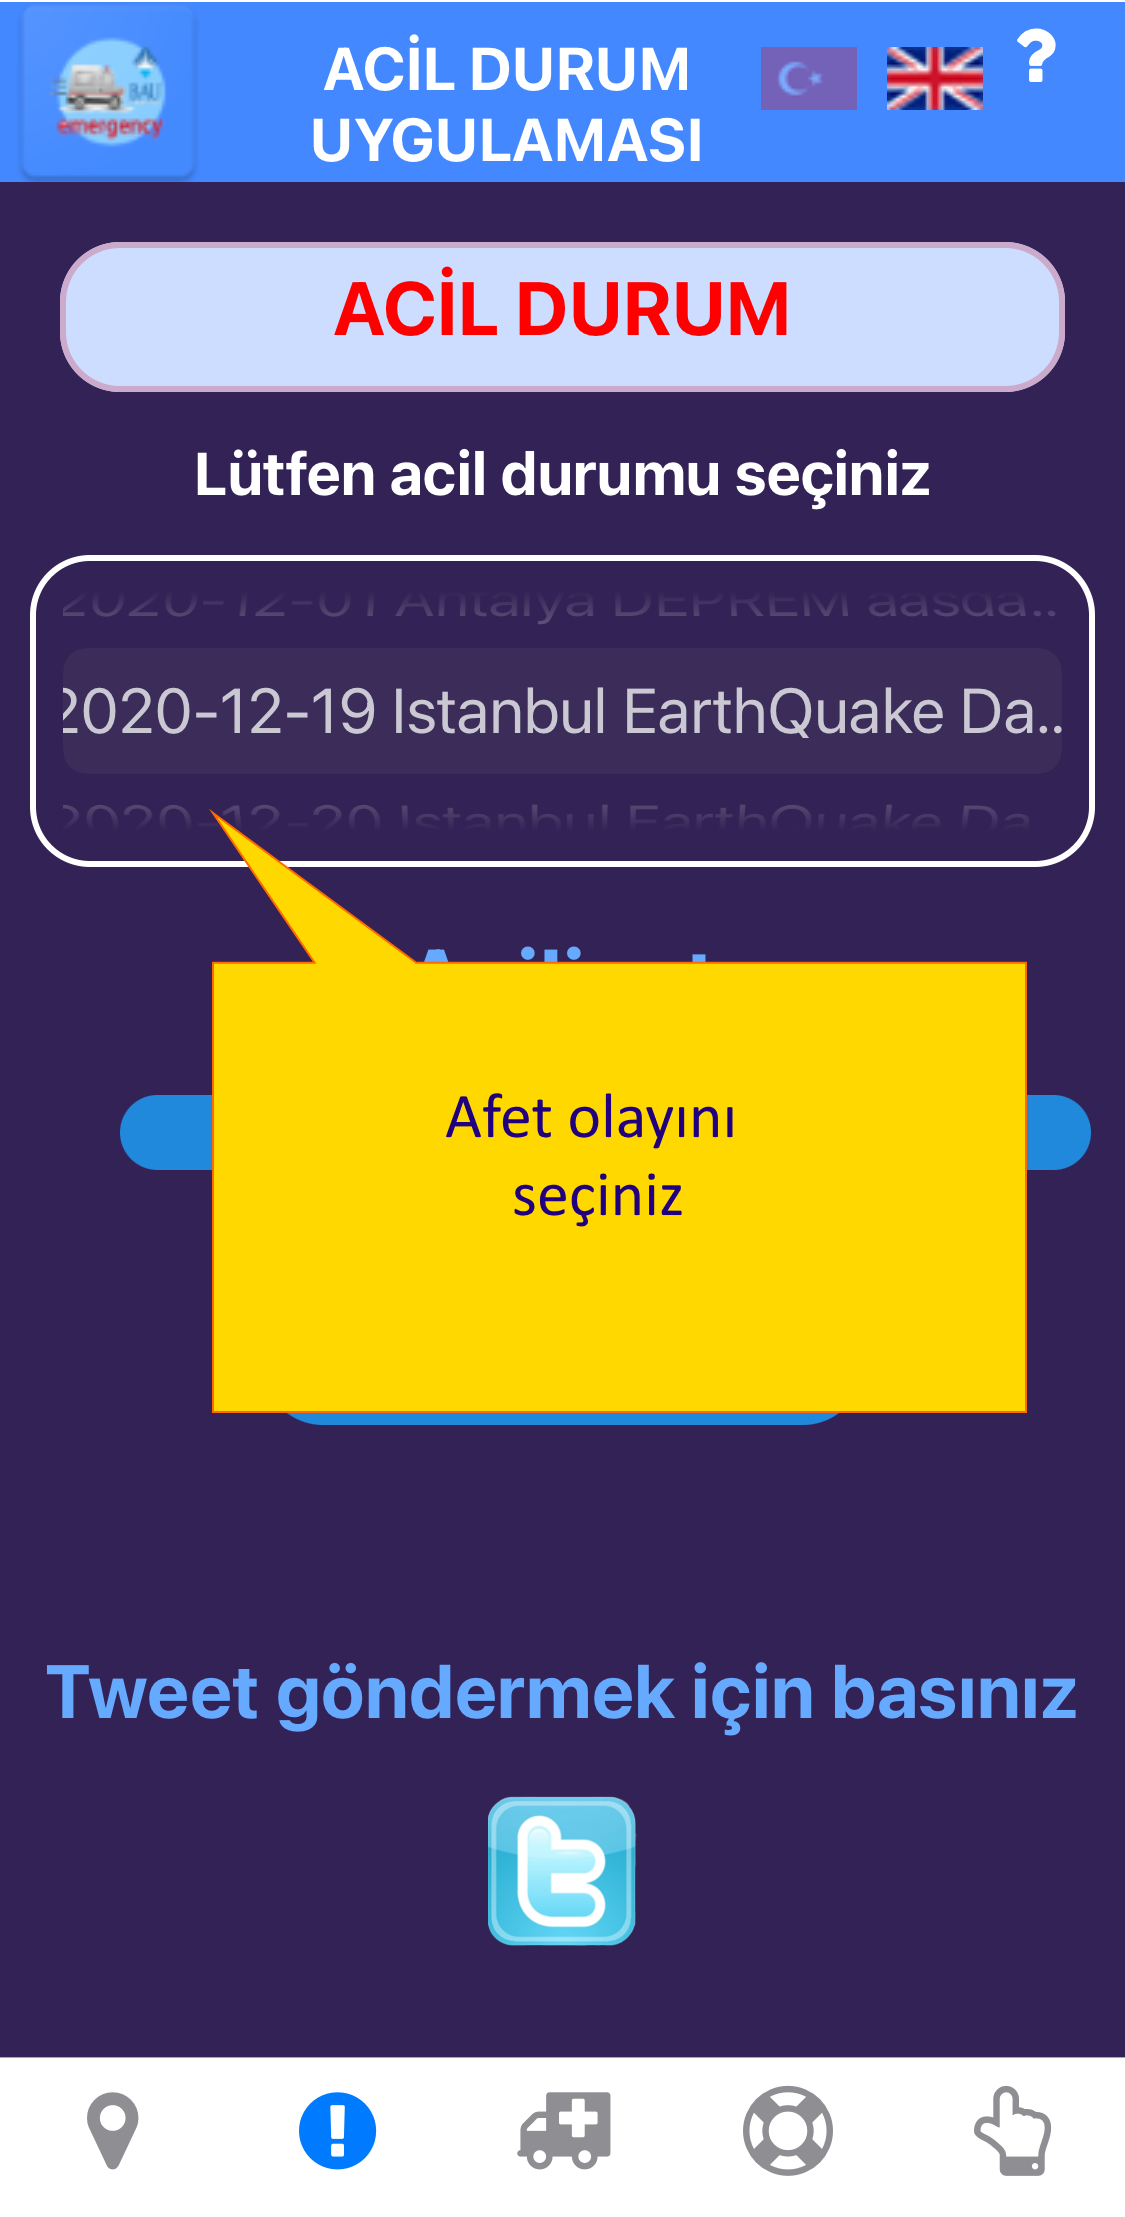 BAU
emergency
ACİL DURUM
UYGULAMASI
ACİL DURUM
Lütfen acil durumu seçiniz
2020-12-01 Antalya DEPREM aasda..
2020-12-19 Istanbul EarthQuake Da..
2020-12-20 Istanbul EarthQuake Da
Afet olayını
seçiniz
Tweet göndermek için basınız